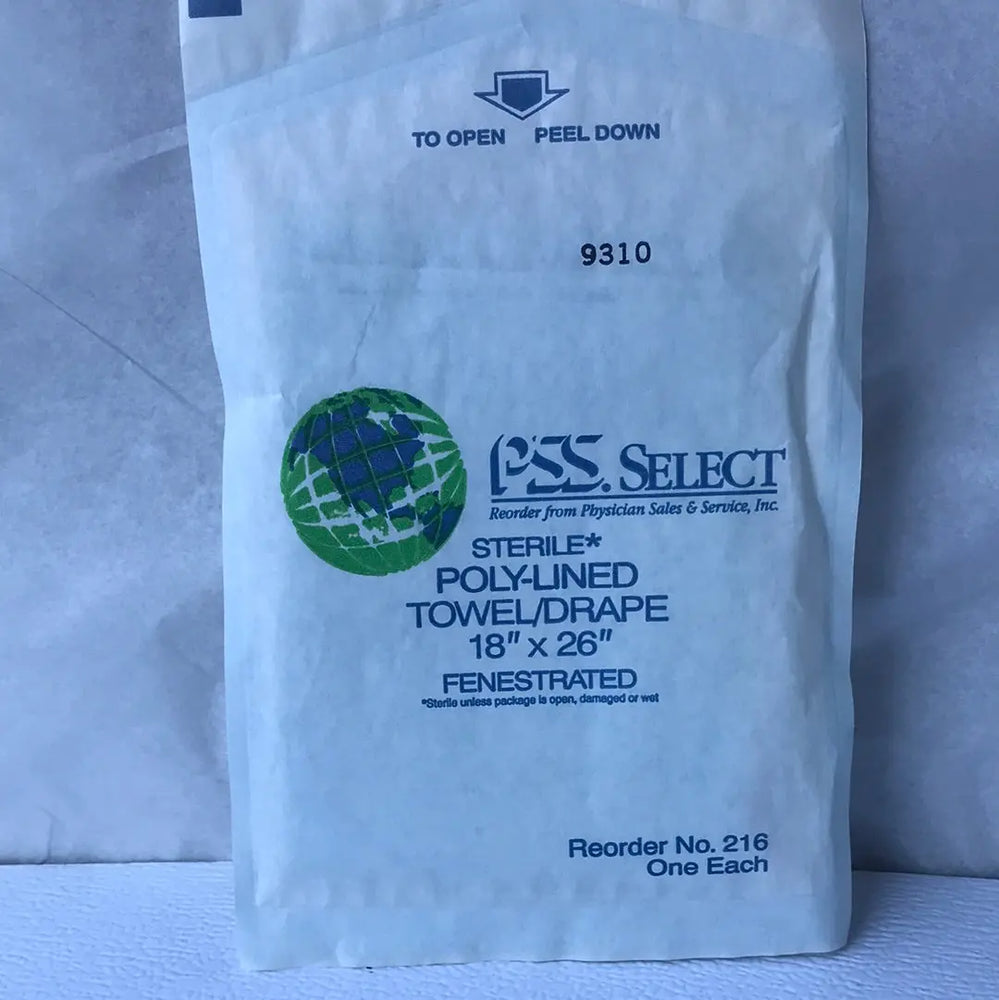 TO OPEN PEEL DOWN
9310
PSS. SELECT
Reorder from Physician Sales & Service, Inc.
STERILE*
POLY-LINED
TOWEL/DRAPE
18" x 26"
FENESTRATED
*Sterile unless package is open, damaged or wet
Reorder No. 216
One Each